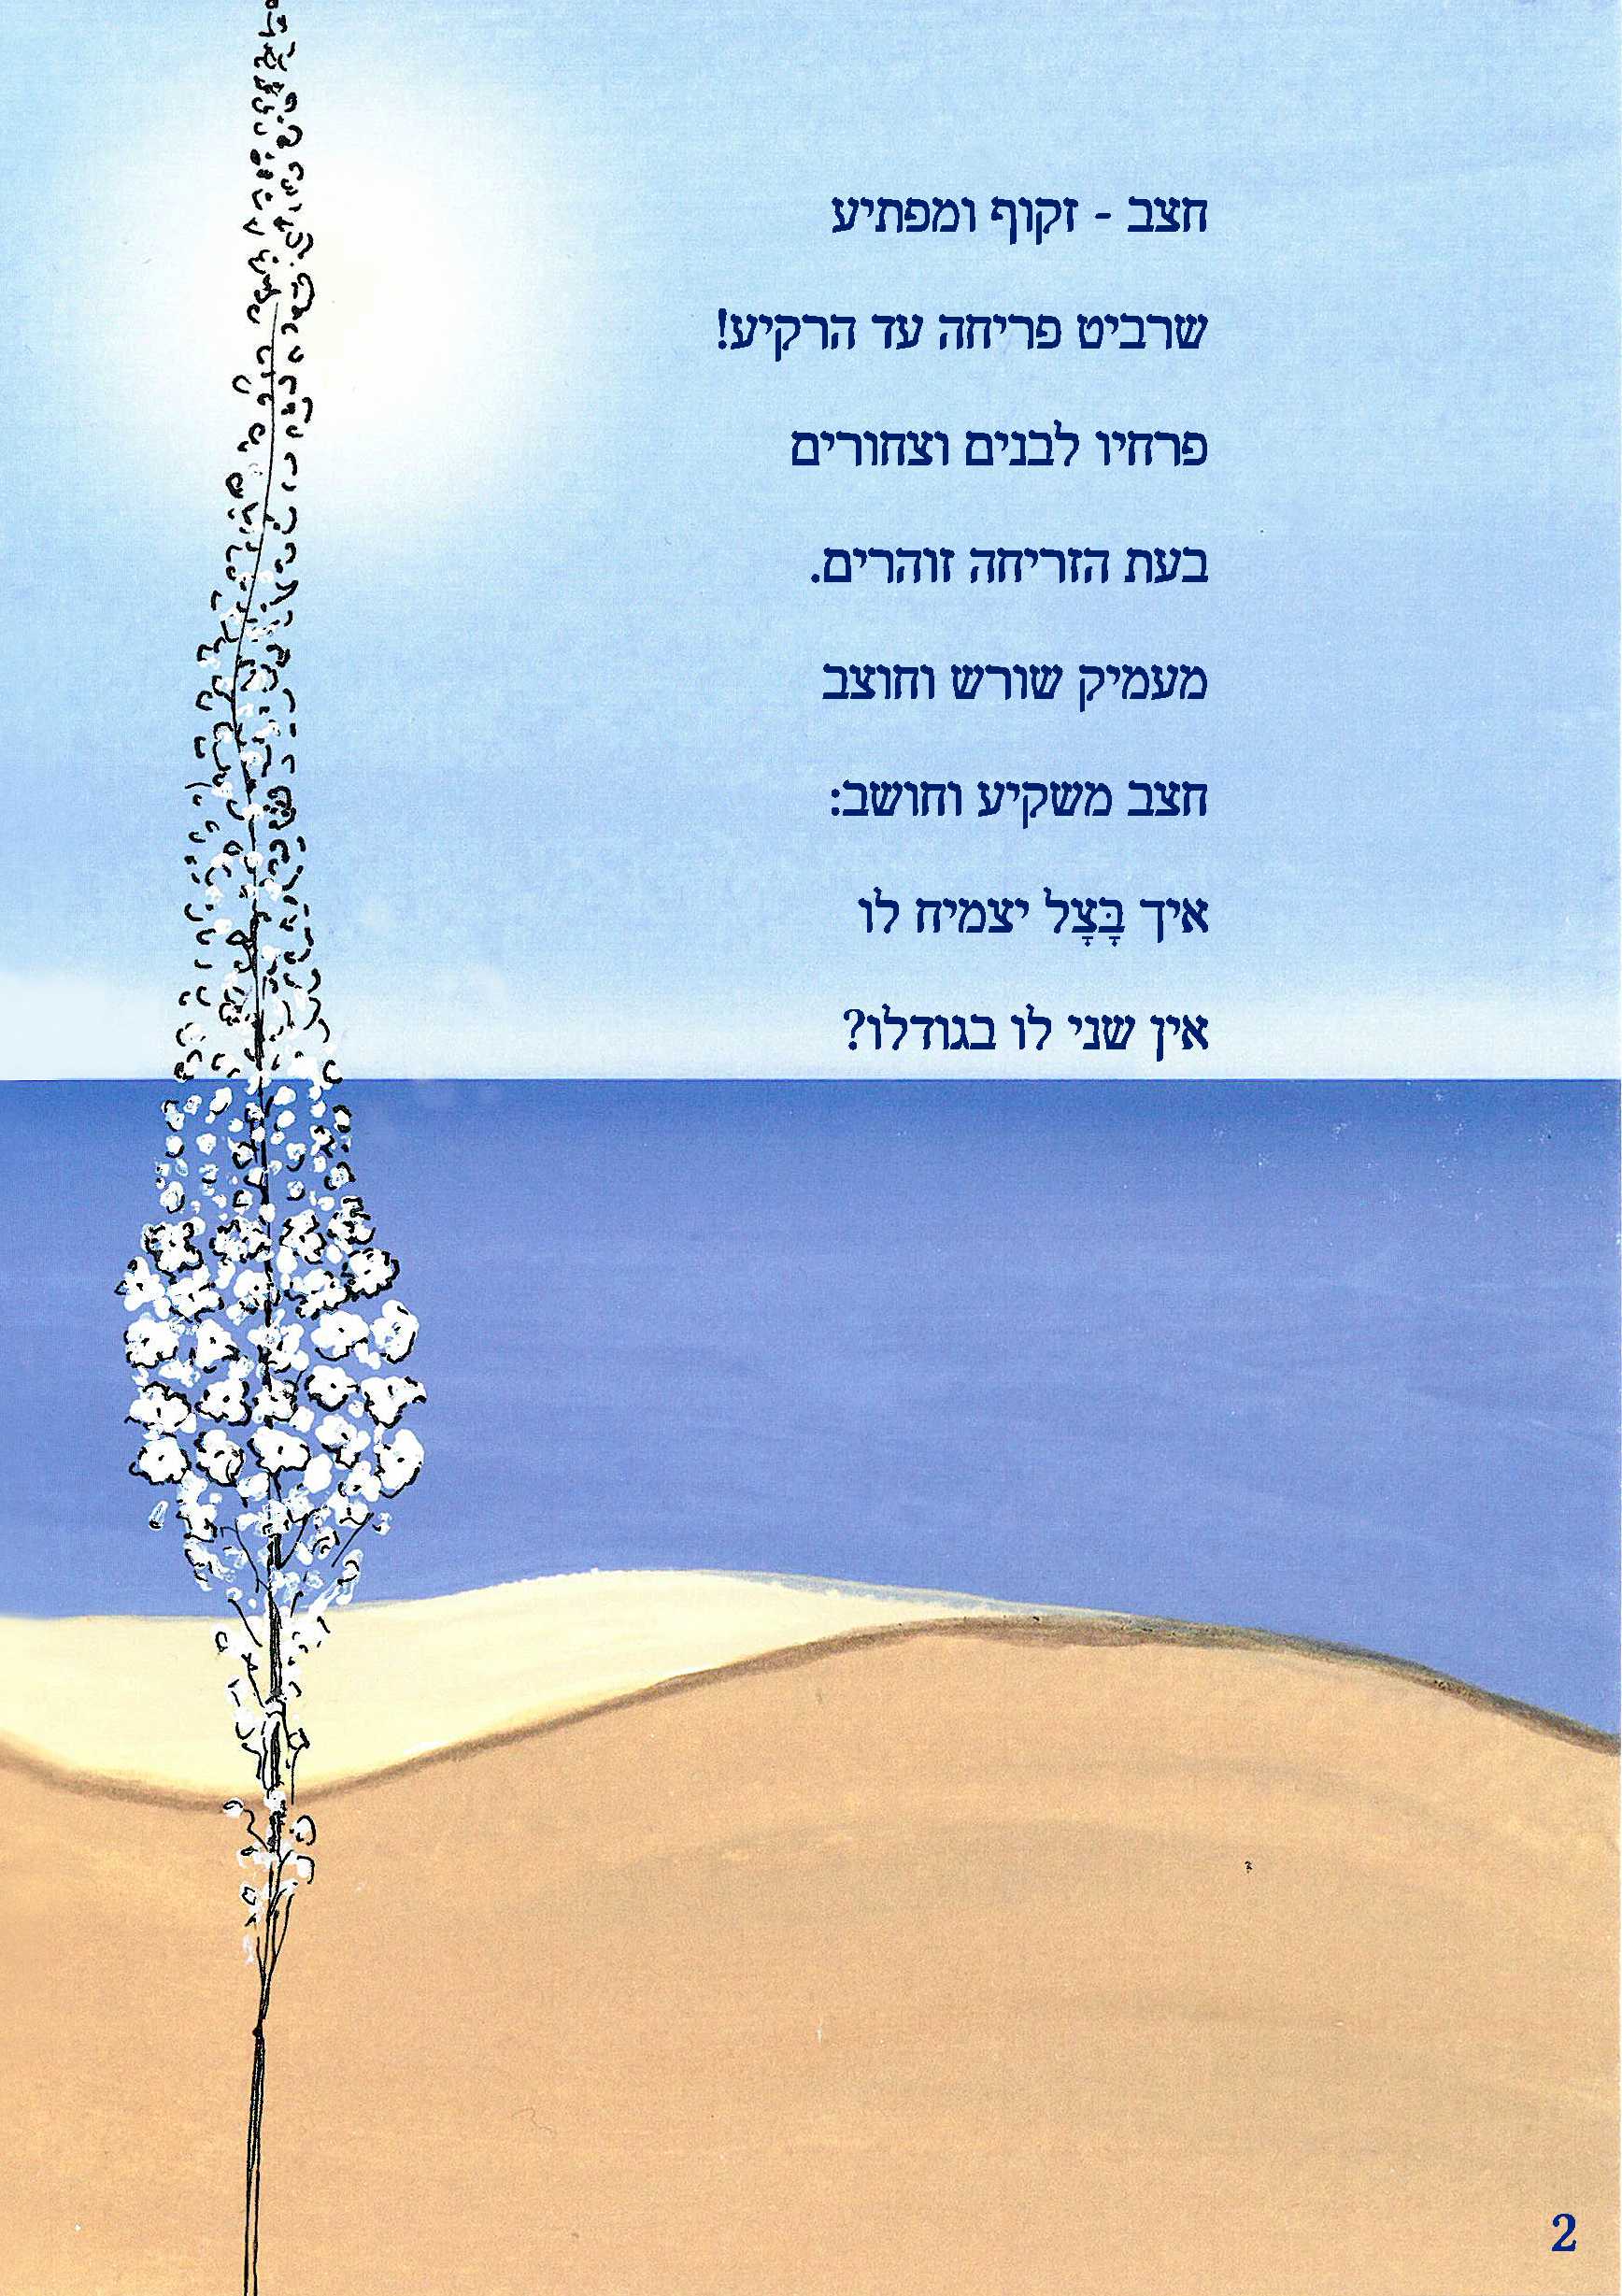 חצב - זקוף ומפתיע
שרביט פריחה עד הרקיע!
פרחיו לבנים וצחורים
בעת הזריחה זוהרים.
מעמיק שורש וחוצב
חצב משקיע וחושב:
איך בָּצָל יצמיח לו
אין שני לו בגודלו?
2